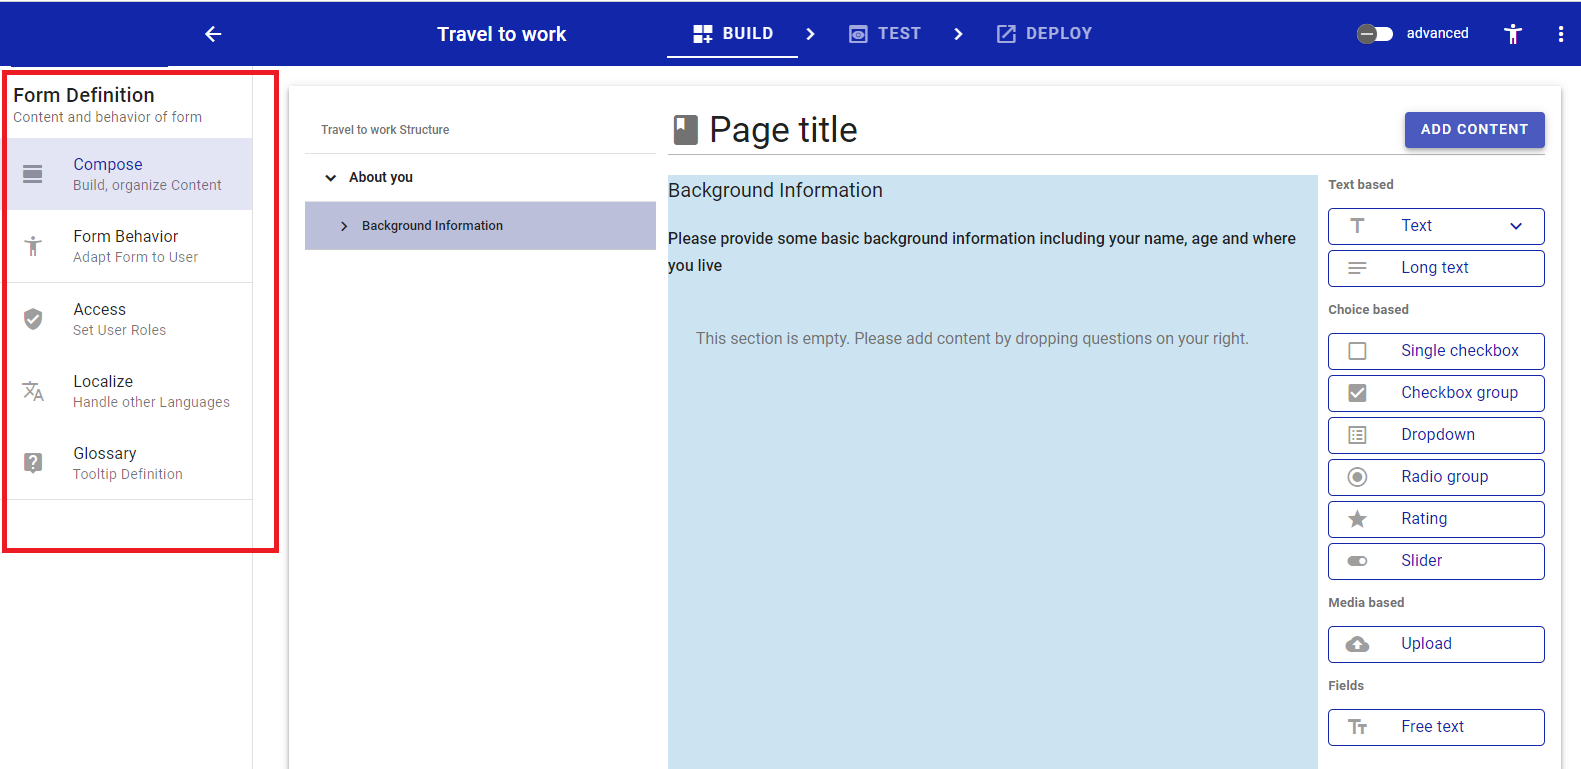 Travel to work
BUILD
TEST
DEPLOY
advanced
Form Definition
Content and behavior of form
Compose
Build, organize Content
Form Behavior
Adapt Form to User
Access
Set User Roles
Localize
Handle other Languages
Glossary
Tooltip Definition
Travel to work Structure
About you
Background Information
Page title
ADD CONTENT
Background Information
Please provide some basic background information including your name, age and where
you live
This section is empty. Please add content by dropping questions on your right.
Text based
Text
Long text
Choice based
Single checkbox
Checkbox group
Dropdown
Radio group
Rating
Slider
Media based
Upload
Fields
Free text